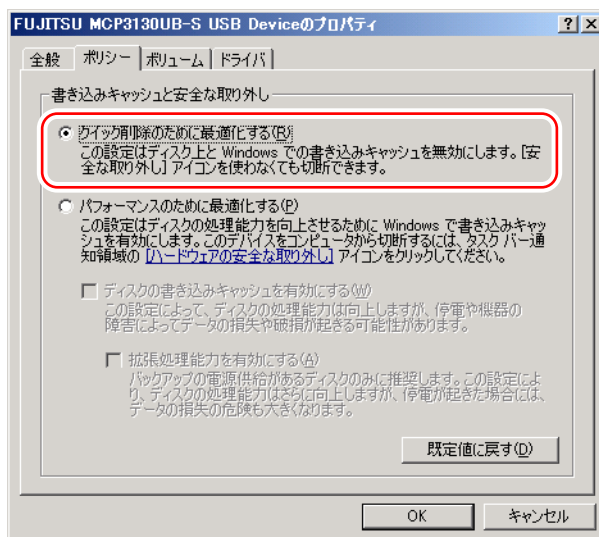 FUJITSU MCP3130UB-S USB Deviceのプロパティ
全般 ポリシー ボリューム ドライバ
書き込みキャッシュと安全な取り外し
クイック削除のために最適化する(R)
この設定はディスク上と Windows での書き込みキャッシュを無効にします。[安
全な取り外し] アイコンを使わなくても切断できます。
パフォーマンスのために最適化する(P)
この設定はディスクの処理能力を向上させるために Windows で書き込みキャッ
シュを有効にします。このデバイスをコンピュータから切断するには、タスク バー通
知領域の [ハードウェアの安全な取り外し] アイコンをクリックしてください。
ディスクの書き込みキャッシュを有効にする(W)
この設定によって、ディスクの処理能力は向上しますが、停電や機器の
障害によってデータの損失や破損が起きる可能性があります。
拡張処理能力を有効にする(A)
バックアップの電源供給があるディスクのみに推奨します。この設定によ
り、ディスクの処理能力はさらに向上しますが、停電が起きた場合には、
データの損失の危険も大きくなります。
既定値に戻す(D)
OK キャンセル